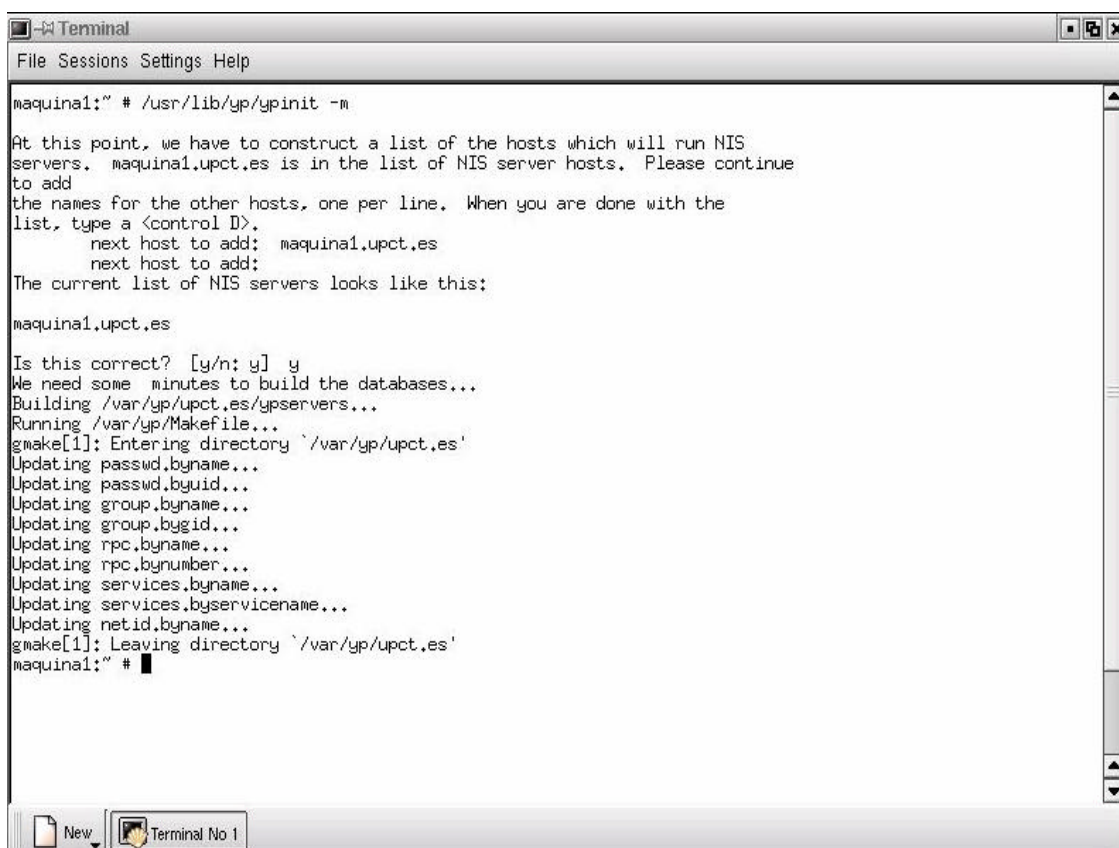 Terminal
File Sessions Settings Help
maquina1:~ # /usr/lib/yp/ypinit -m
At this point, we have to construct a list of the hosts which will run NIS
servers. maquina1.upct.es is in the list of NIS server hosts. Please continue
to add
the names for the other hosts, one per line. When you are done with the
list, type a <control D>.
next host to add: maquina1.upct.es
next host to add:
The current list of NIS servers looks like this:
maquina1.upct.es
Is this correct? [y/n: y] y
We need some minutes to build the databases...
Building /var/yp/upct.es/ypservers...
Running /var/yp/Makefile...
gmake[1]: Entering directory `/var/yp/upct.es'
Updating passwd.byname...
Updating passwd.byuid...
Updating group.byname...
Updating group.bygid...
Updating rpc.byname...
Updating rpc.bynumber...
Updating services.byname...
Updating services.byservicename...
Updating netid.byname...
gmake[1]: Leaving directory `/var/yp/upct.es'
maquina1:~ #
New Terminal No 1